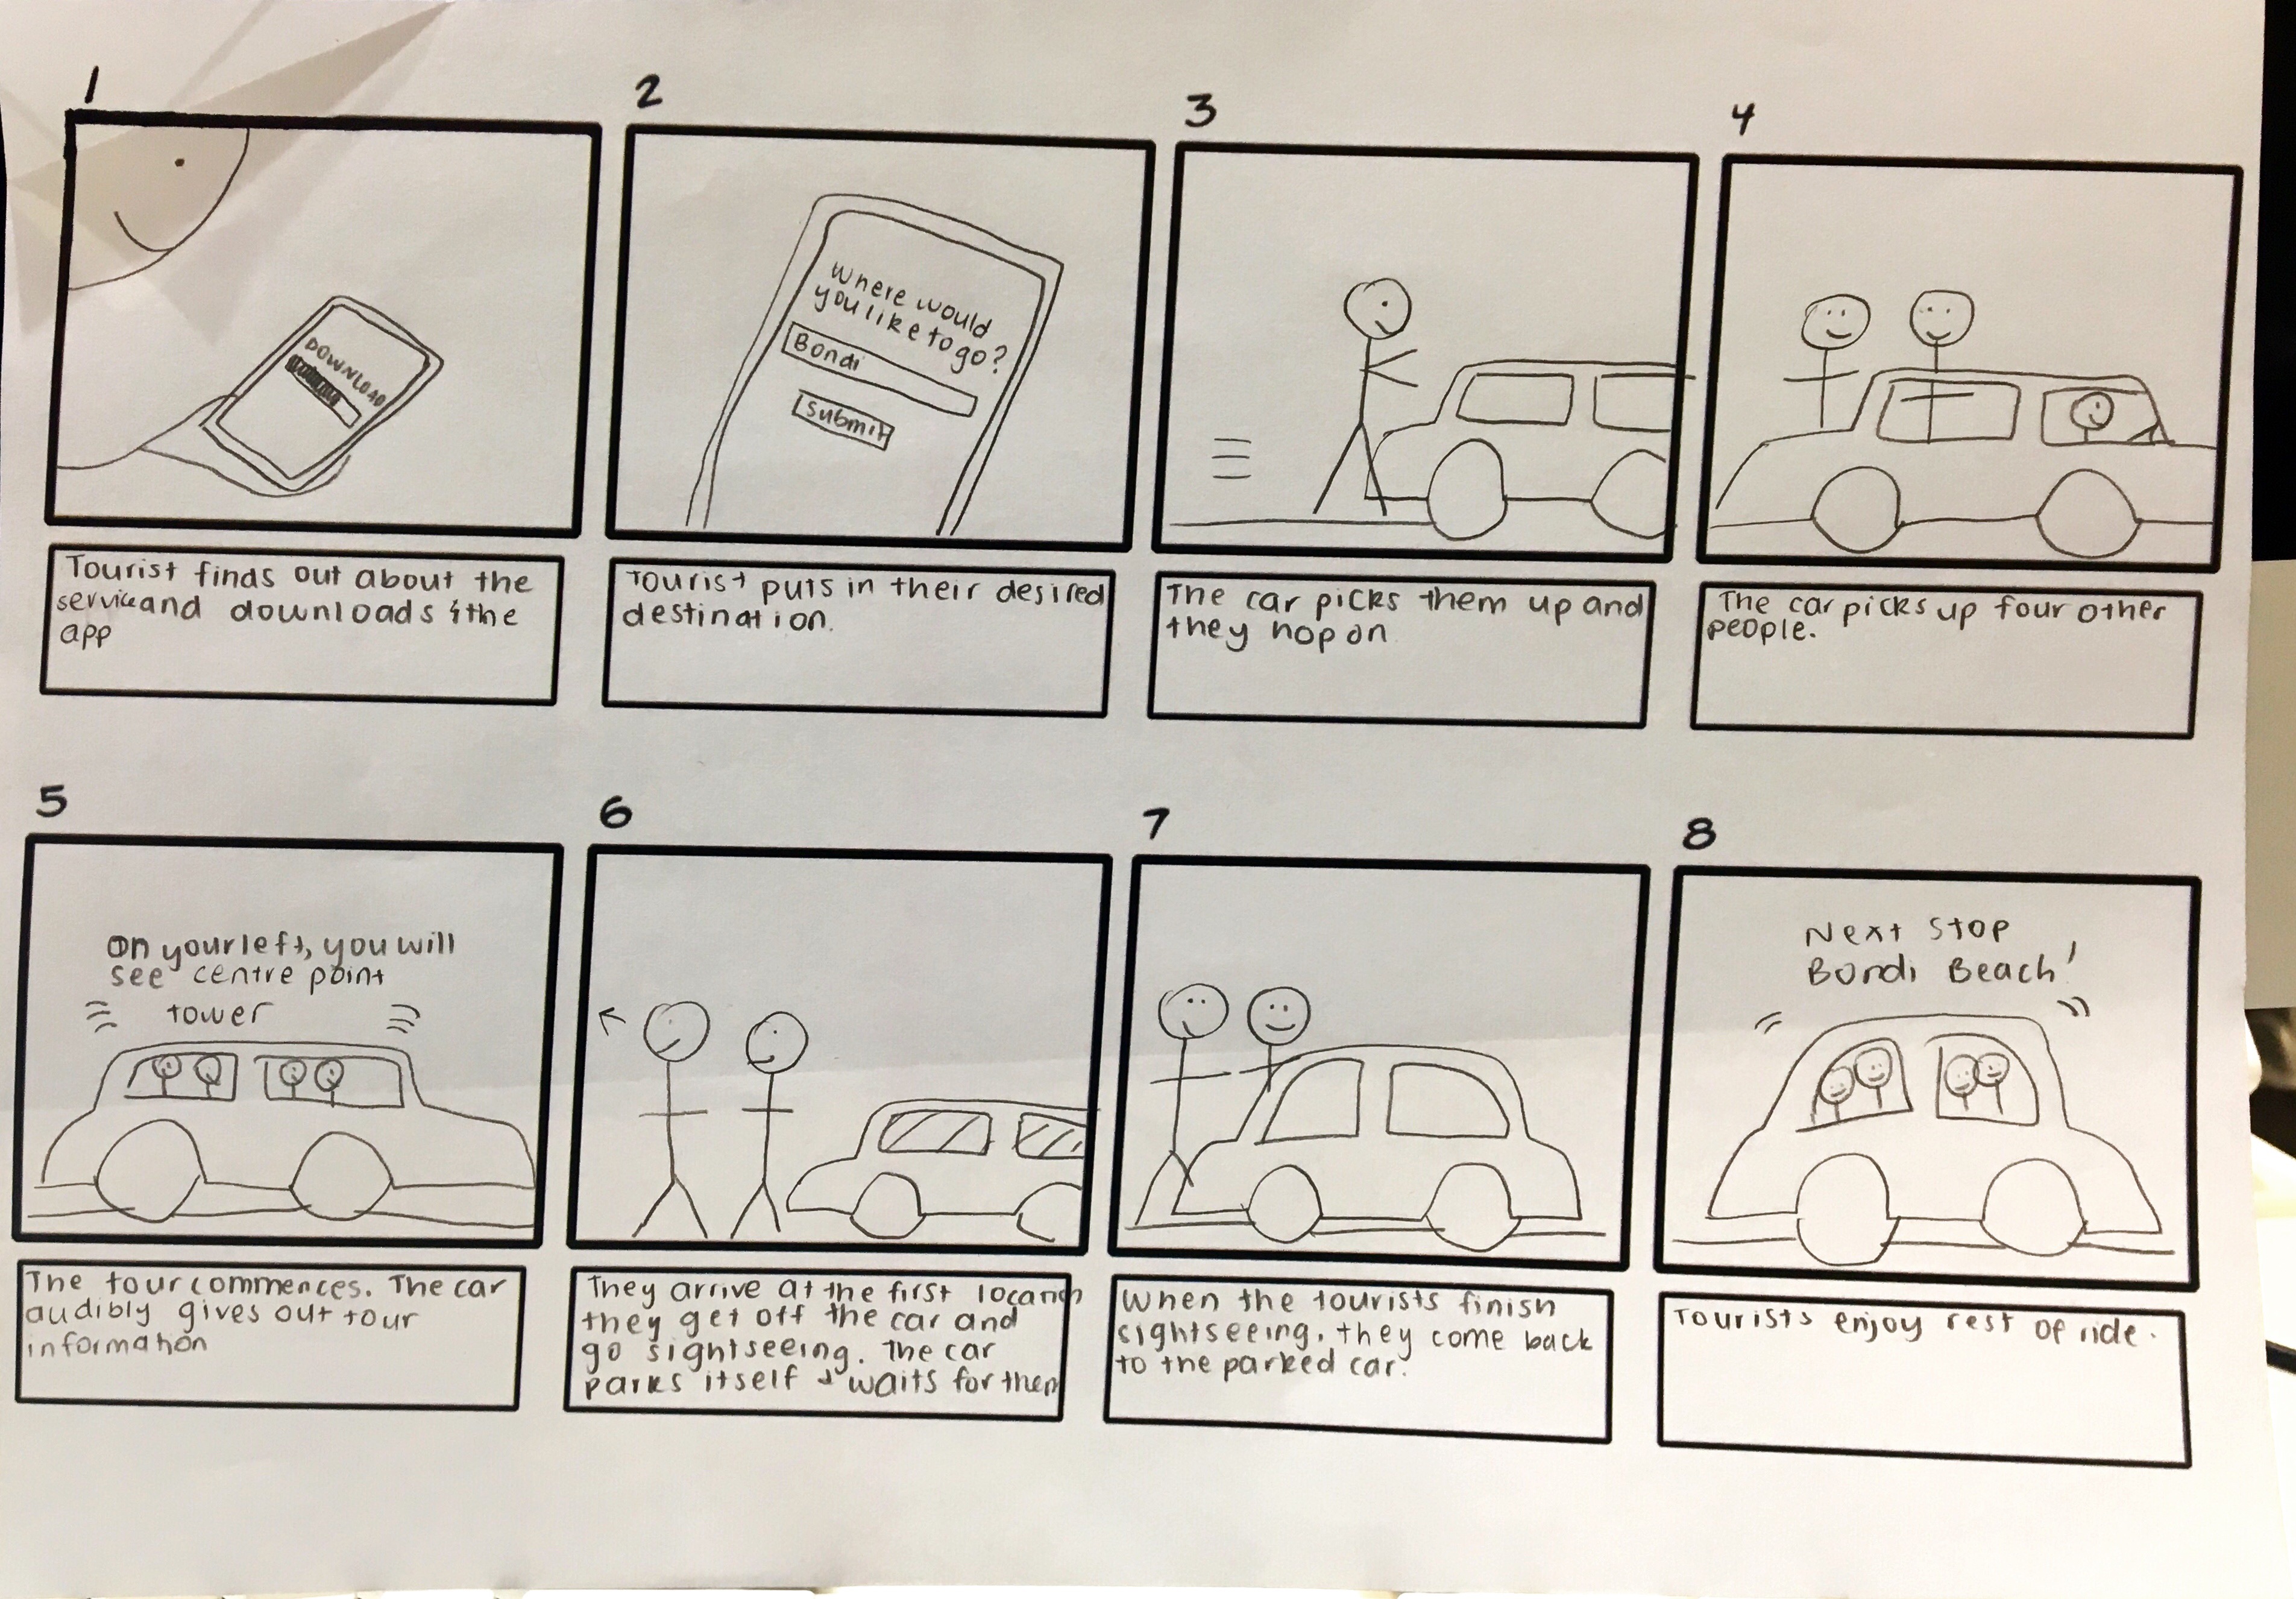 1
2
3
4
DOWNLOAD
Where would
you like to go?
Bondi
Submit
Tourist finds out about the
service and downloads the
app
Tourist puts in their desired
destination.
The car picks them up and
they hop on
The car picks up four other
people.
5
6
7
8
On your left, you will
see centre point
tower
Next stop
Bondi Beach!
The tour commences. The car
audibly gives out tour
information
They arrive at the first location
they get off the car and
go sightseeing. The car
parks itself & waits for them
When the tourists finish
sightseeing, they come back
to the parked car.
Tourists enjoy rest of ride.